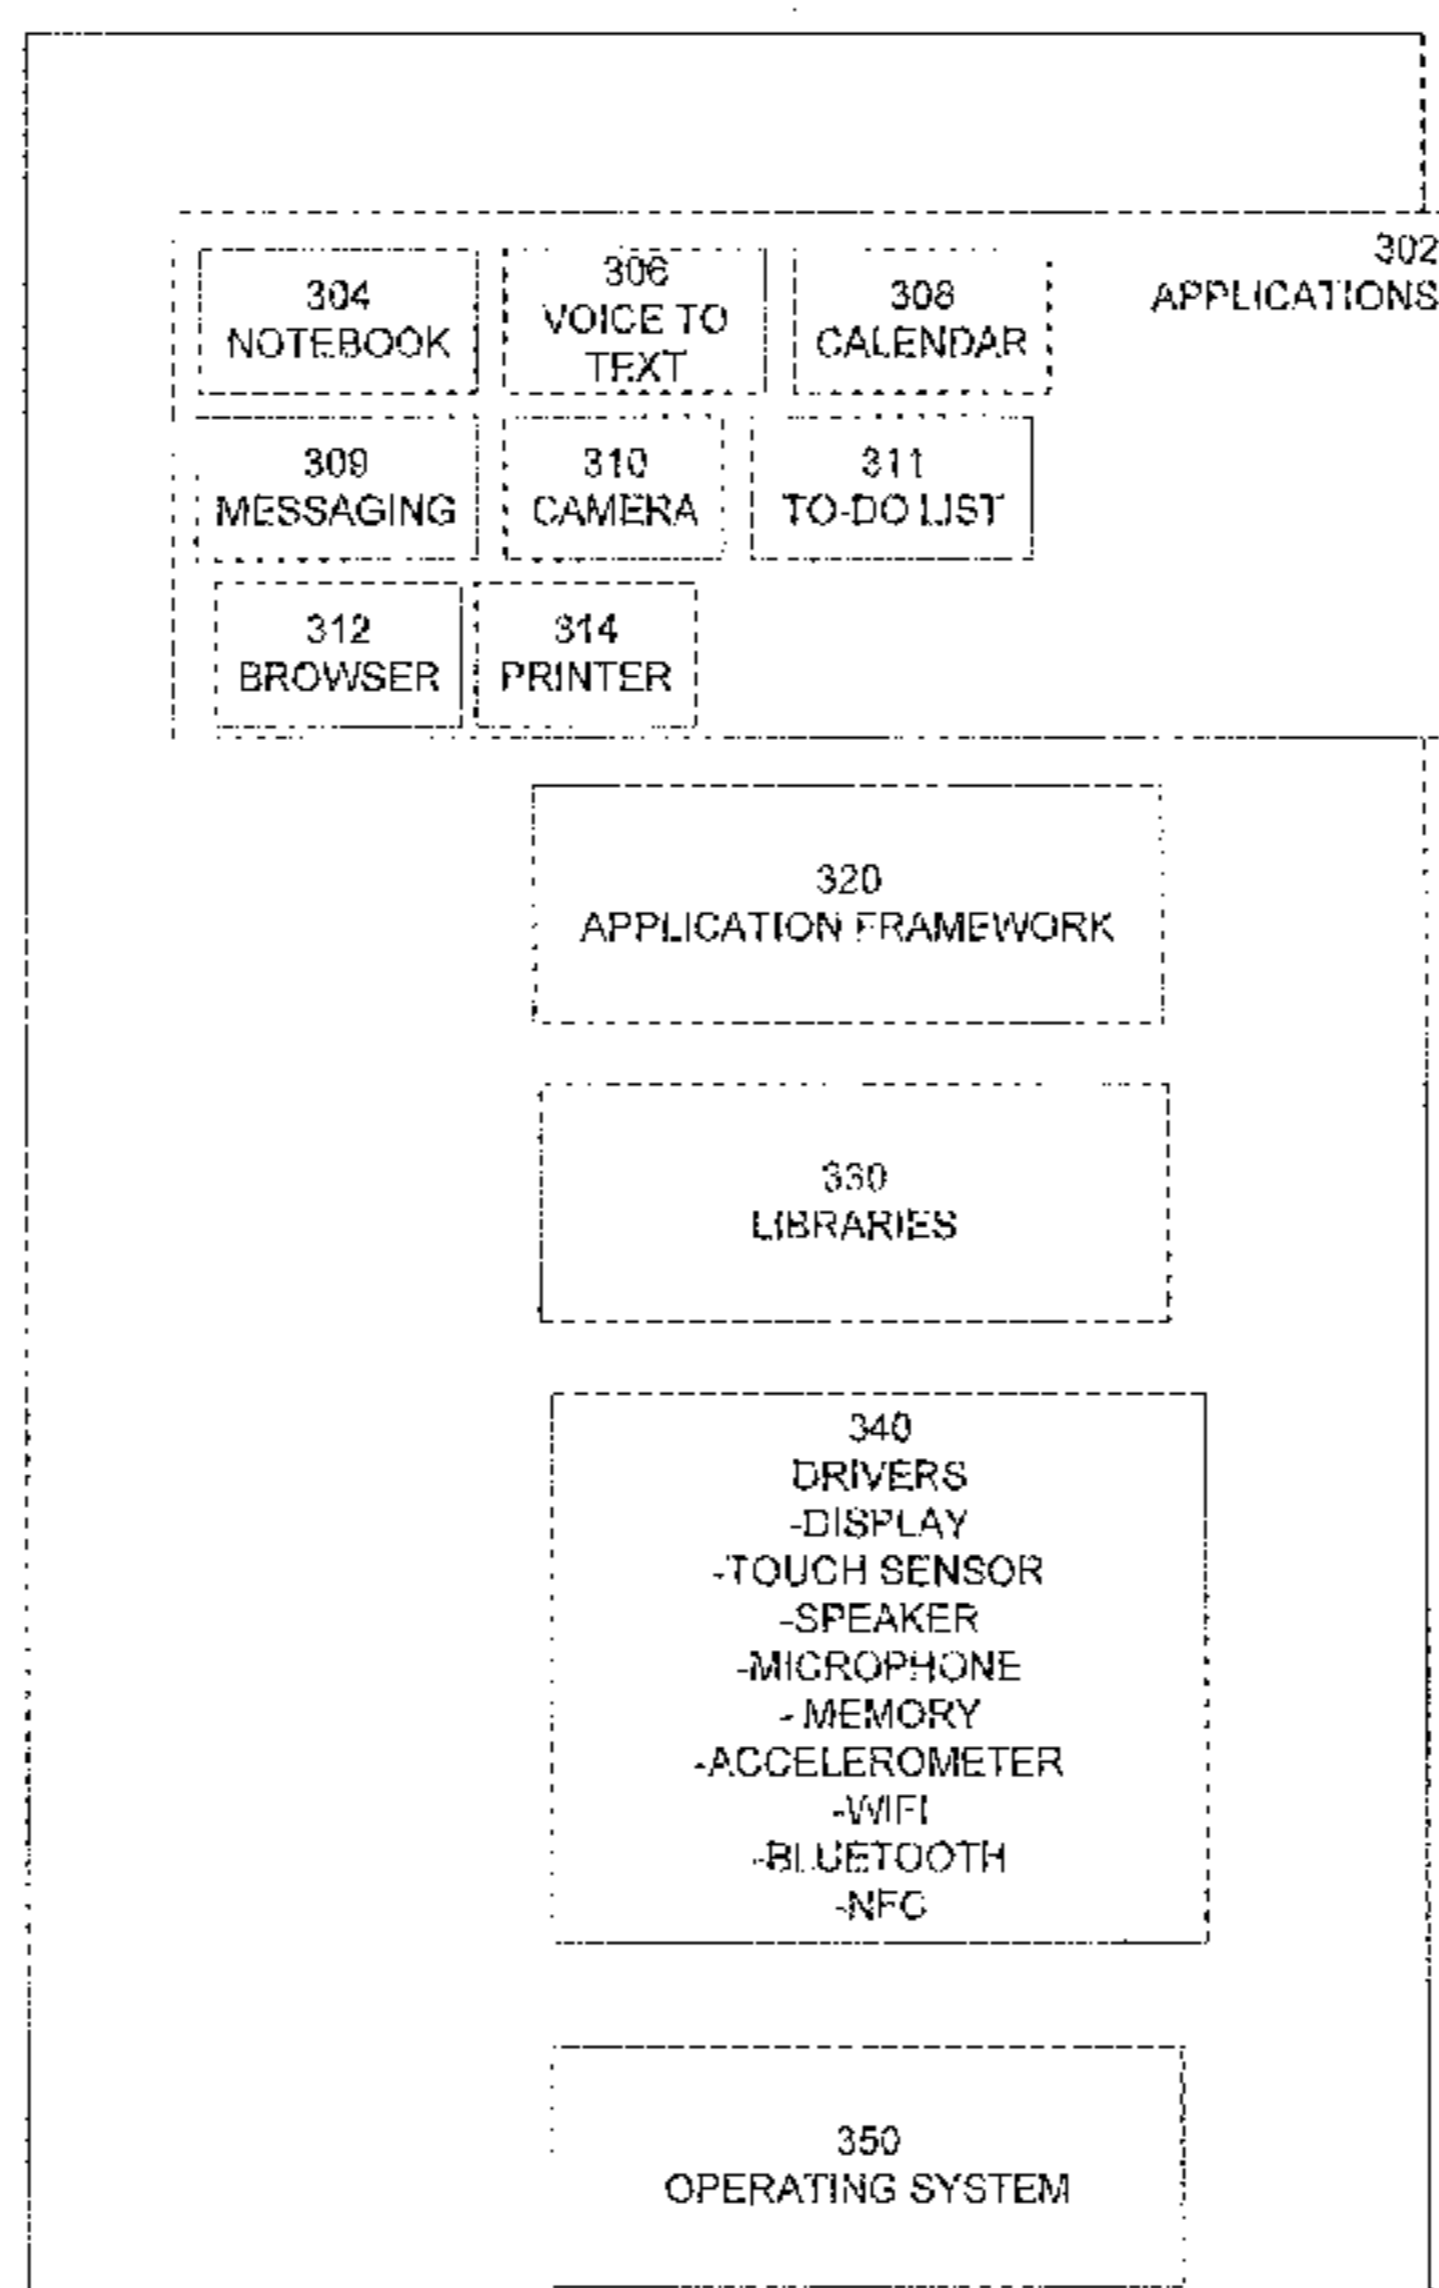 302
APPLICATIONS
304
NOTEBOOK
306
VOICE TO
TEXT
308
CALENDAR
309
MESSAGING
310
CAMERA
311
TO-DO LIST
312
BROWSER
314
PRINTER
320
APPLICATION FRAMEWORK
330
LIBRARIES
340
DRIVERS
-DISPLAY
-TOUCH SENSOR
-SPEAKER
-MICROPHONE
- MEMORY
-ACCELEROMETER
-WIFI
-BLUETOOTH
-NFC
350
OPERATING SYSTEM